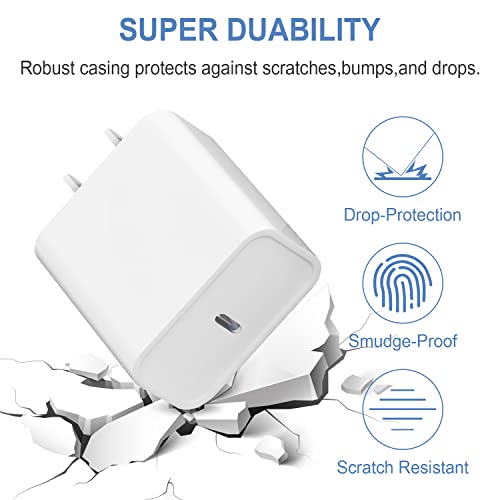 SUPER DUABILITY
Robust casing protects against scratches,bumps,and drops.
Drop-Protection
Smudge-Proof
Scratch Resistant